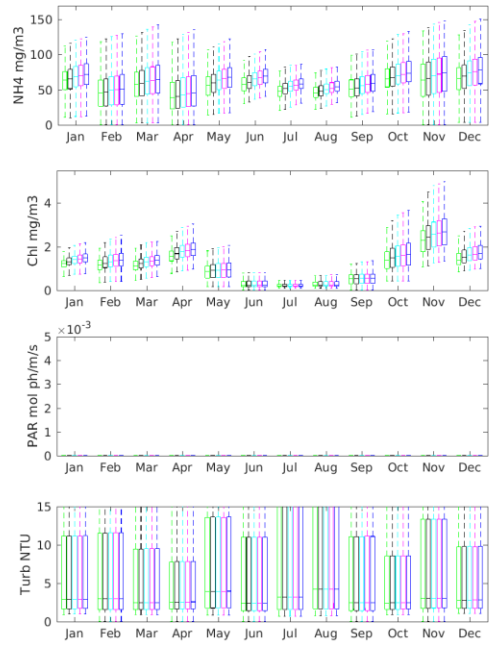 150
100
50
0
NH4 mg/m3
Jan Feb Mar Apr May Jun Jul Aug Sep Oct Nov Dec
4
2
0
Chl mg/m3
Jan Feb Mar Apr May Jun Jul Aug Sep Oct Nov Dec
×10⁻³
5
4
3
2
1
0
PAR mol ph/m/s
Jan Feb Mar Apr May Jun Jul Aug Sep Oct Nov Dec
15
10
5
0
Turb NTU
Jan Feb Mar Apr May Jun Jul Aug Sep Oct Nov Dec